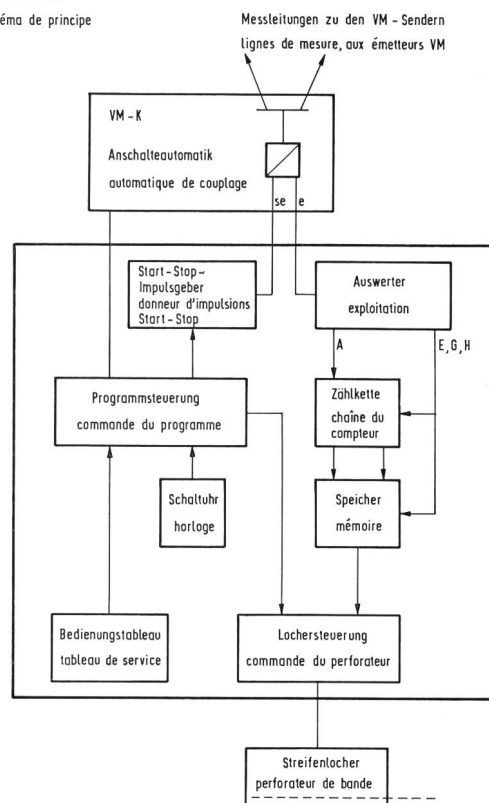 éma de principe
Messleitungen zu den VM - Sendern
lignes de mesure, aux émetteurs VM
VM - K
Anschalteautomatik
automatique de couplage
se e
Start - Stop -
Impulsgeber
donneur d'impulsions
Start - Stop
Auswerter
exploitation
A
E, G, H
Programmsteuerung
commande du programme
Zählkette
chaîne du
compteur
Schaltuhr
horloge
Speicher
mémoire
Bedienungstableau
tableau de service
Lochersteuerung
commande du perforateur
Streifenlocher
perforateur de bande